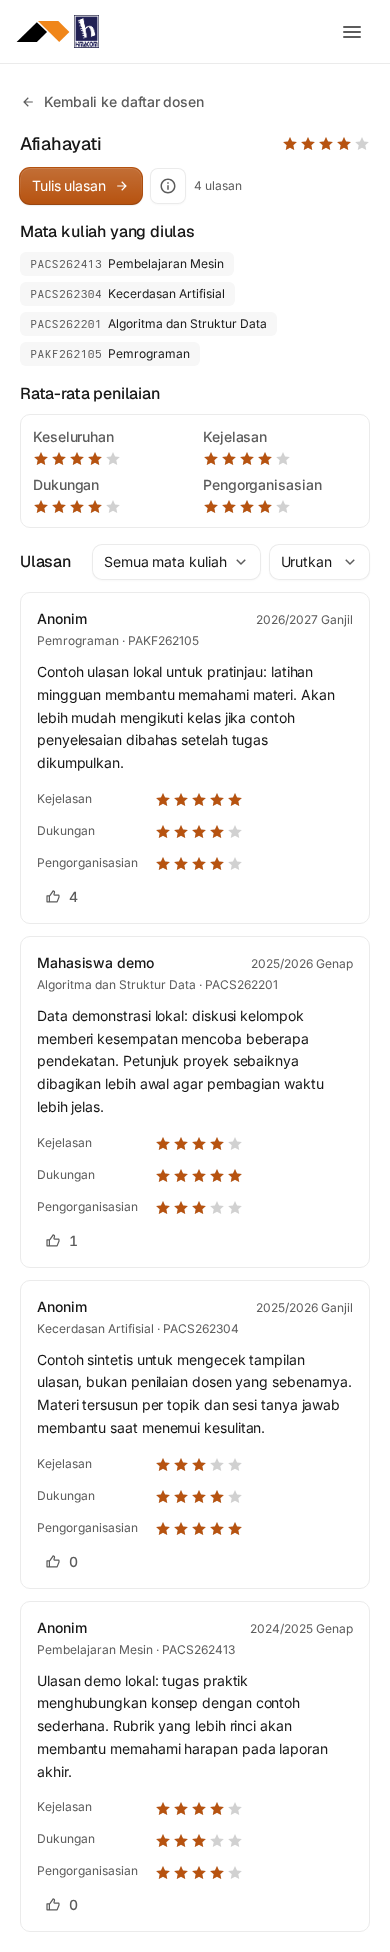 HIMAKOM
Kembali ke daftar dosen
Afiahayati
Tulis ulasan
4 ulasan
Mata kuliah yang diulas
PACS262413 Pembelajaran Mesin
PACS262304 Kecerdasan Artifisial
PACS262201 Algoritma dan Struktur Data
PAKF262105 Pemrograman
Rata-rata penilaian
Keseluruhan
Kejelasan
Dukungan
Pengorganisasian
Ulasan
Semua mata kuliah
Urutkan
Anonim
2026/2027 Ganjil
Pemrograman · PAKF262105
Contoh ulasan lokal untuk pratinjau: latihan
mingguan membantu memahami materi. Akan
lebih mudah mengikuti kelas jika contoh
penyelesaian dibahas setelah tugas
dikumpulkan.
Kejelasan
Dukungan
Pengorganisasian
4
Mahasiswa demo
2025/2026 Genap
Algoritma dan Struktur Data · PACS262201
Data demonstrasi lokal: diskusi kelompok
memberi kesempatan mencoba beberapa
pendekatan. Petunjuk proyek sebaiknya
dibagikan lebih awal agar pembagian waktu
lebih jelas.
Kejelasan
Dukungan
Pengorganisasian
1
Anonim
2025/2026 Ganjil
Kecerdasan Artifisial · PACS262304
Contoh sintetis untuk mengecek tampilan
ulasan, bukan penilaian dosen yang sebenarnya.
Materi tersusun per topik dan sesi tanya jawab
membantu saat menemui kesulitan.
Kejelasan
Dukungan
Pengorganisasian
0
Anonim
2024/2025 Genap
Pembelajaran Mesin · PACS262413
Ulasan demo lokal: tugas praktik
menghubungkan konsep dengan contoh
sederhana. Rubrik yang lebih rinci akan
membantu memahami harapan pada laporan
akhir.
Kejelasan
Dukungan
Pengorganisasian
0